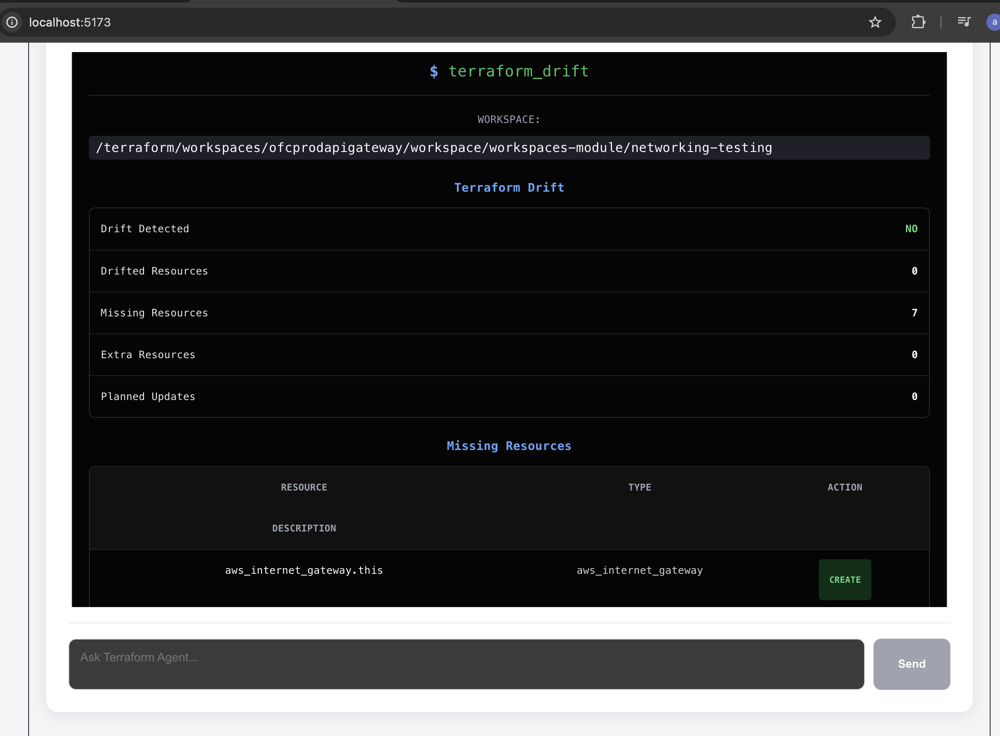 localhost:5173
a
$ terraform_drift
WORKSPACE:
/terraform/workspaces/ofcprodapigateway/workspace/workspaces-module/networking-testing
Terraform Drift
Drift Detected NO
Drifted Resources 0
Missing Resources 7
Extra Resources 0
Planned Updates 0
Missing Resources
RESOURCE TYPE ACTION
DESCRIPTION
aws_internet_gateway.this aws_internet_gateway CREATE
Ask Terraform Agent...
Send